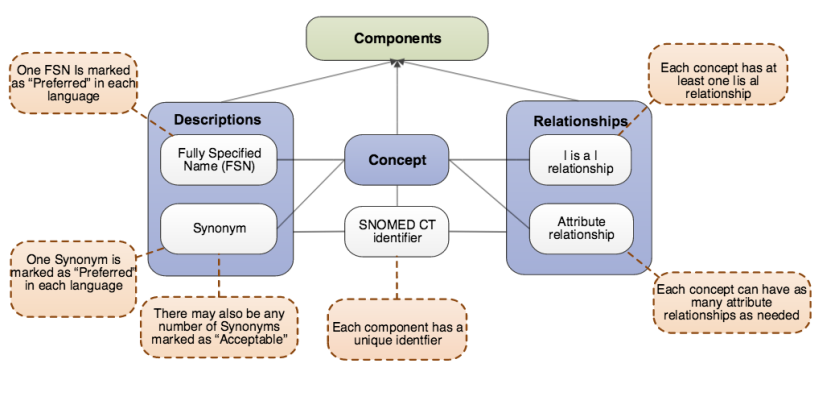 Components
One FSN Is marked
as “Preferred” in each
language
Each concept has at
least one lis al
relationship
Descriptions
Relationships
Fully Specified
Name (FSN)
Concept
l is a l
relationship
Synonym
SNOMED CT
identifier
Attribute
relationship
One Synonym is
marked as “Preferred”
in each language
There may also be any
number of Synonyms
marked as “Acceptable”
Each component has a
unique identfier
Each concept can have as
many attribute
relationships as needed